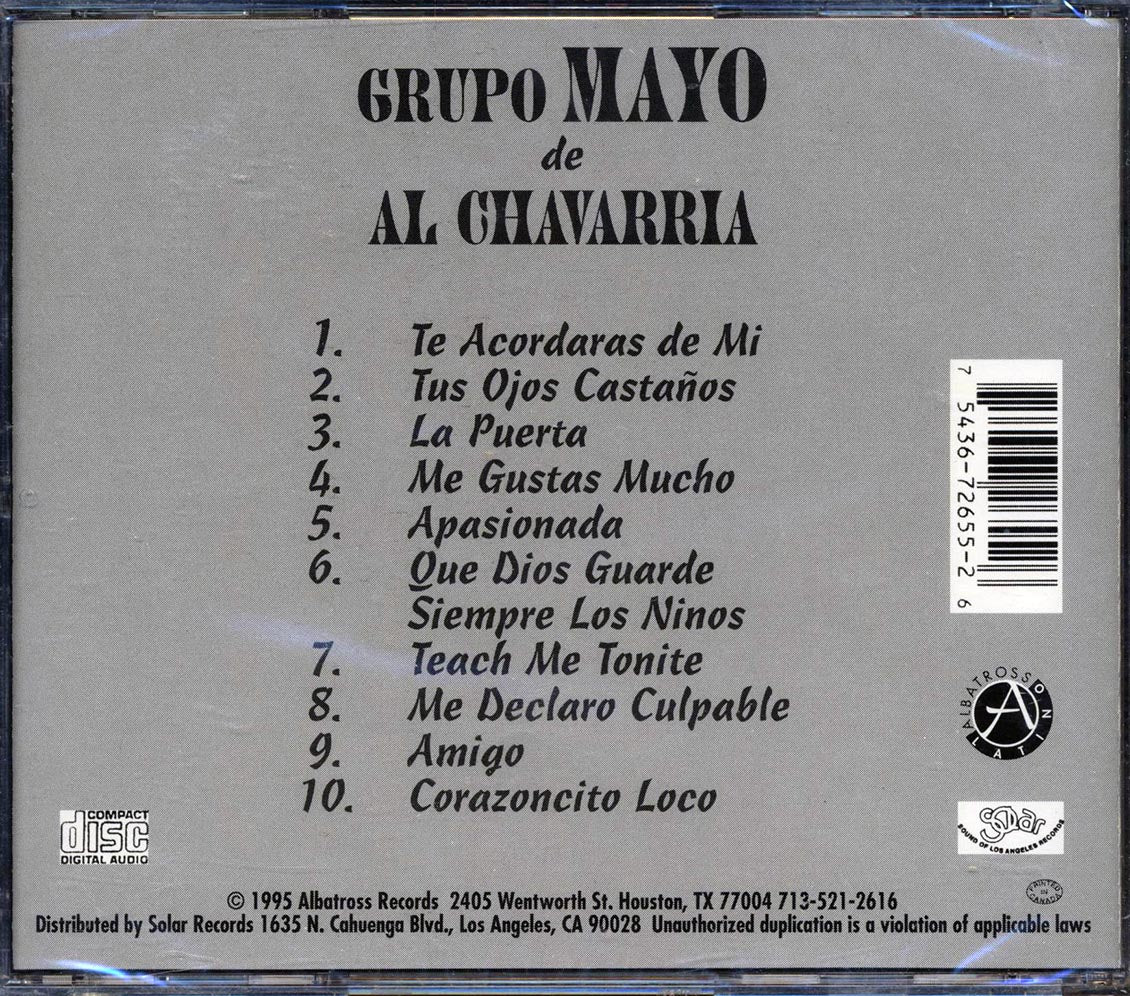 GRUPO MAYO
de
AL CHAVARRIA
1. Te Acordaras de Mi
2. Tus Ojos Castaños
3. La Puerta
4. Me Gustas Mucho
5. Apasionada
6. Que Dios Guarde
Siempre Los Ninos
7. Teach Me Tonite
8. Me Declaro Culpable
9. Amigo
10. Corazoncito Loco
7 5436-72655-2 6
ALBATROSS
A
LATINO
Solar
SOUND OF LOS ANGELES RECORDS
COMPACT
disc
DIGITAL AUDIO
PRINTED
IN
CANADA
© 1995 Albatross Records 2405 Wentworth St. Houston, TX 77004 713-521-2616
Distributed by Solar Records 1635 N. Cahuenga Blvd., Los Angeles, CA 90028 Unauthorized duplication is a violation of applicable laws